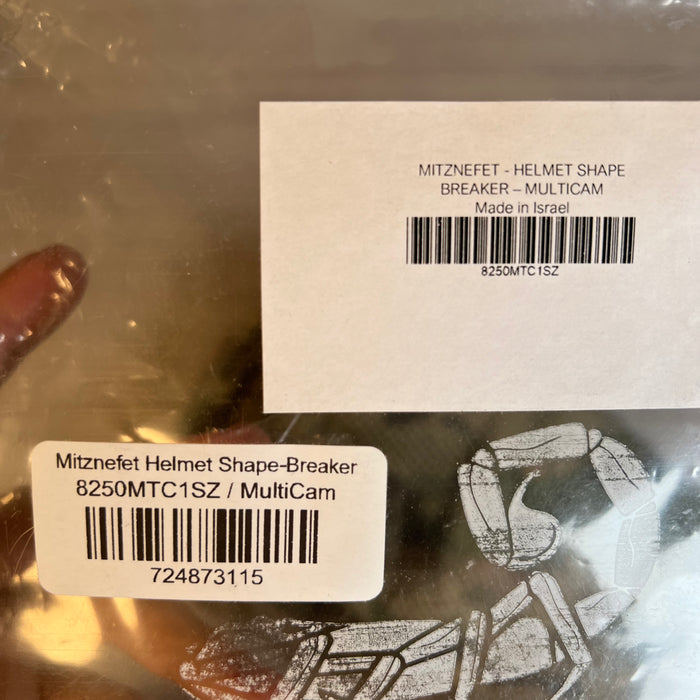 MITZNEFET - HELMET SHAPE
BREAKER – MULTICAM
Made in Israel
8250MTC1SZ
Mitznefet Helmet Shape-Breaker
8250MTC1SZ / MultiCam
724873115